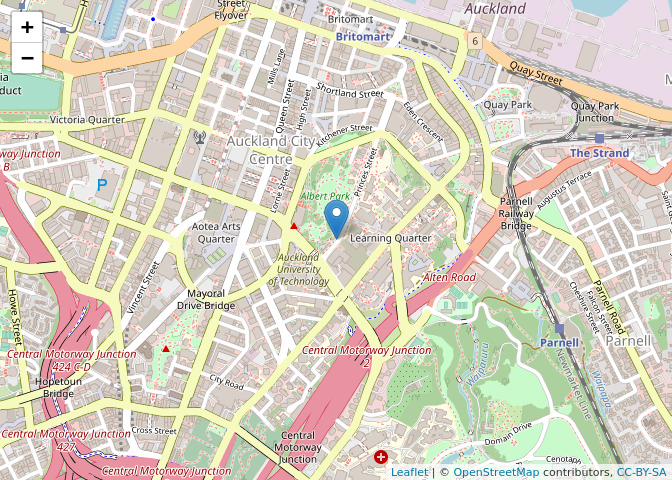 Street
Flyover
Auckland
Britomart
Britomart
+
−
6
Quay Street
Mills Lane
Queen Street
High Street
Shortland Street
Eden Crescent
Quay Park
Quay Park
Junction
Victoria Quarter
Kitchener Street
Auckland City
Centre
The Strand
way Junction
B
P
Lorne Street
Albert Park
Princes Street
Augustus Terrace
Parnell
Railway
Bridge
Aotea Arts
Quarter
Learning Quarter
Auckland
University
of Technology
Alten Road
Vincent Street
Mayoral
Drive Bridge
Howe Street
Parnell Road
Falcon Street
Cheshire Street
Parnell
Parnell
Central Motorway Junction
424 C-D
Central Motorway Junction
2
Waipapa
Newmarket Line
Hopetoun
Bridge
City Road
Cross Street
Central Motorway Junction
427
Central
Motorway
Junction
Domain Drive
Cenotaph
Central Motorway Junction
Leaflet | © OpenStreetMap contributors, CC-BY-SA